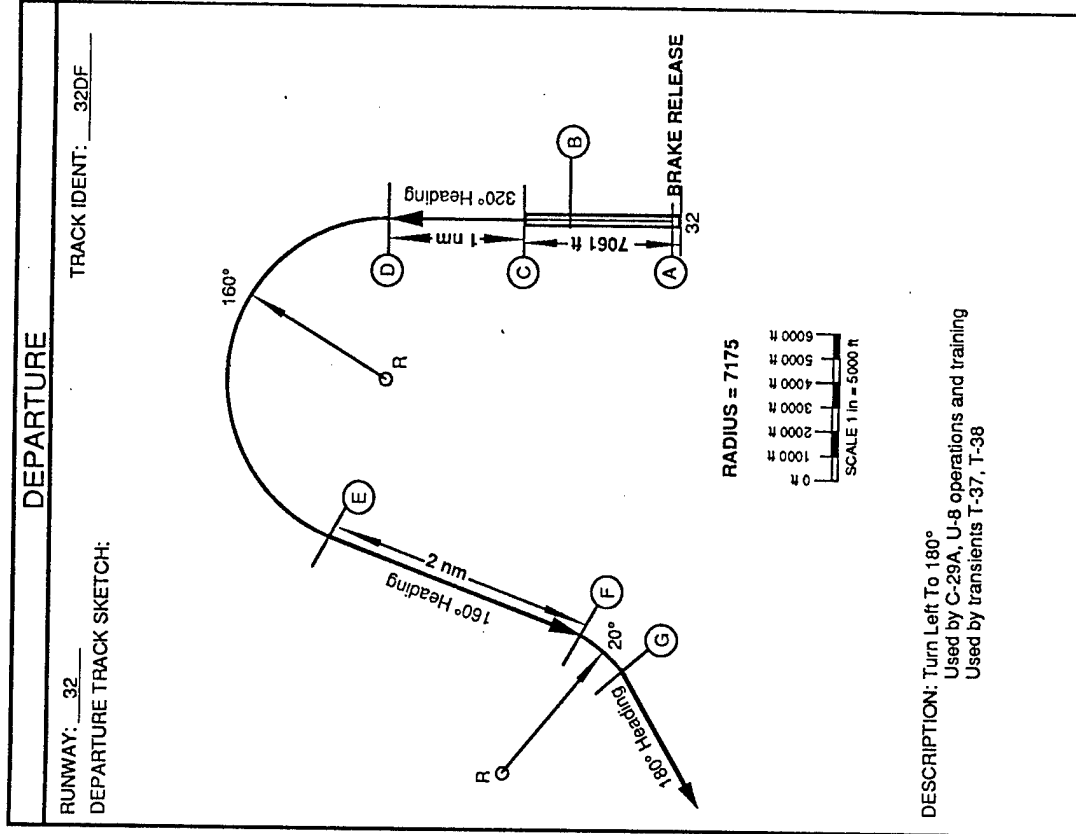 DEPARTURE
RUNWAY: 32
TRACK IDENT: 32DF
DEPARTURE TRACK SKETCH:
160°
R
D
320° Heading
1 nm
C
B
7061 ft
A
BRAKE RELEASE
32
E
2 nm
160° Heading
F
20°
G
R
180° Heading
RADIUS = 7175
0 ft
1000 ft
2000 ft
3000 ft
4000 ft
5000 ft
6000 ft
SCALE 1 in = 5000 ft
DESCRIPTION: Turn Left To 180°
Used by C-29A, U-8 operations and training
Used by transients T-37, T-38